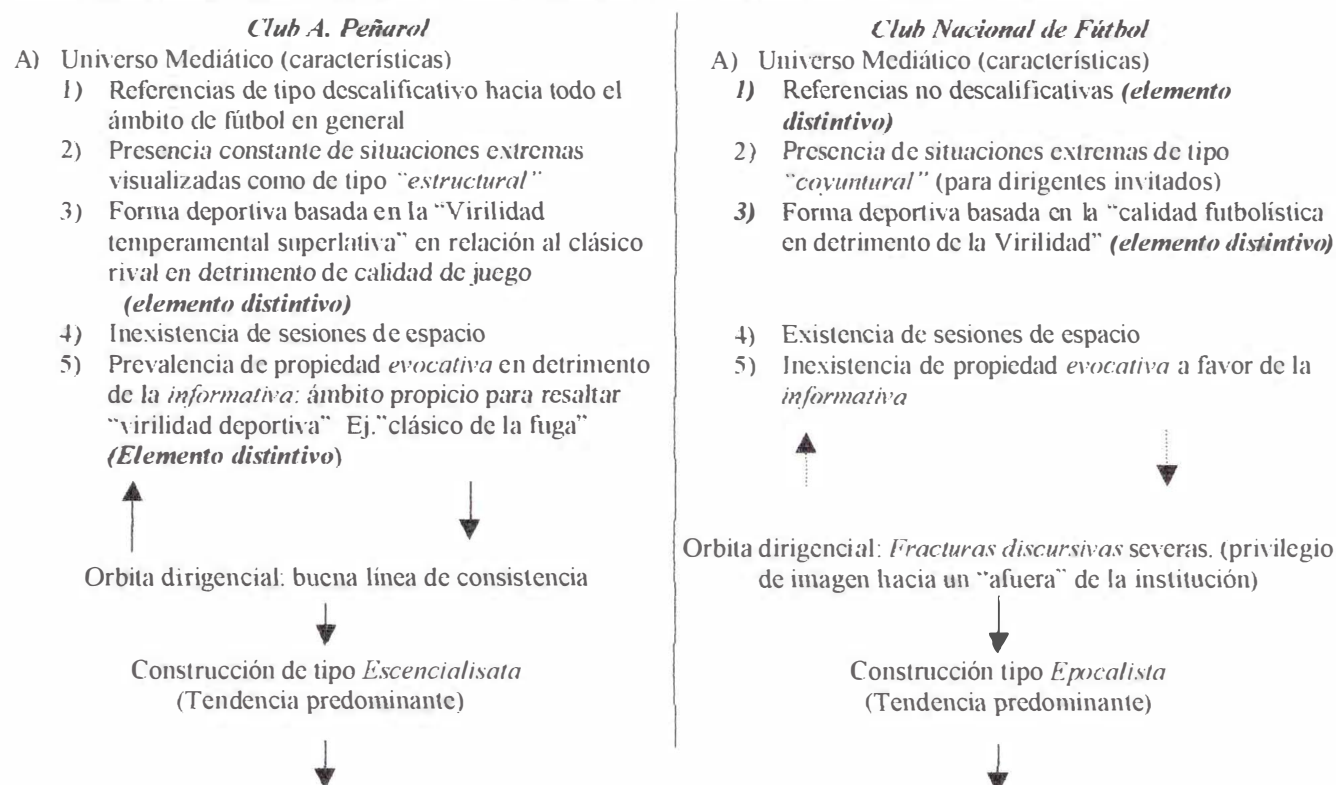 Club A. Peñarol
A) Universo Mediático (características)
1) Referencias de tipo descalificativo hacia todo el
ámbito de fútbol en general
2) Presencia constante de situaciones extremas
visualizadas como de tipo "estructural"
3) Forma deportiva basada en la "Virilidad
temperamental superlativa" en relación al clásico
rival en detrimento de calidad de juego
(elemento distintivo)
4) Inexistencia de sesiones de espacio
5) Prevalencia de propiedad evocativa en detrimento
de la informativa: ámbito propicio para resaltar
"virilidad deportiva" Ej."clásico de la fuga"
(Elemento distintivo)
Orbita dirigencial: buena línea de consistencia
Construcción de tipo Escencialisata
(Tendencia predominante)
Club Nacional de Fútbol
A) Universo Mediático (características)
1) Referencias no descalificativas (elemento
distintivo)
2) Presencia de situaciones extremas de tipo
"coyuntural" (para dirigentes invitados)
3) Forma deportiva basada en la "calidad futbolística
en detrimento de la Virilidad" (elemento distintivo)
4) Existencia de sesiones de espacio
5) Inexistencia de propiedad evocativa a favor de la
informativa
Orbita dirigencial: Fracturas discursivas severas. (privilegio
de imagen hacia un "afuera" de la institución)
Construcción tipo Epocalista
(Tendencia predominante)